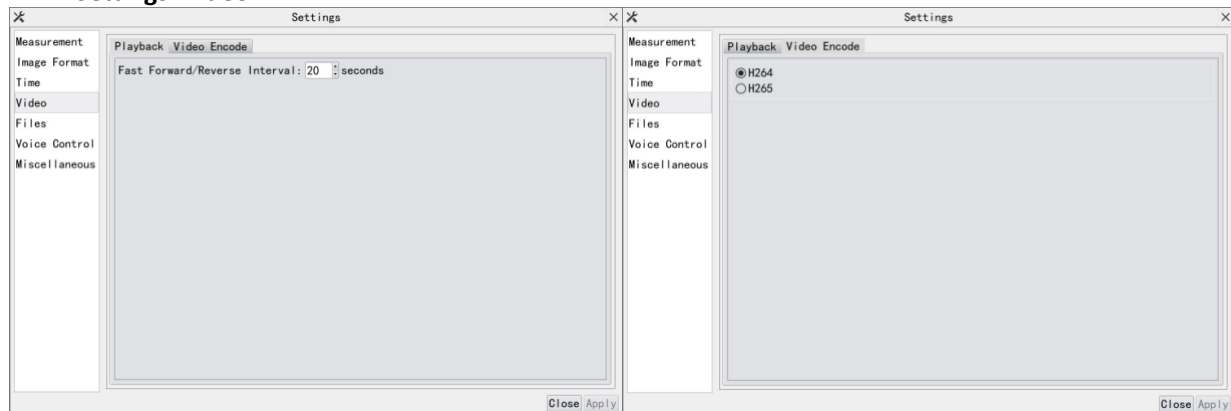 Settings
Measurement
Image Format
Time
Video
Files
Voice Control
Miscellaneous
Playback Video Encode
Fast Forward/Reverse Interval: 20 seconds
Close Apply
Settings
Measurement
Image Format
Time
Video
Files
Voice Control
Miscellaneous
Playback Video Encode
H264
H265
Close Apply